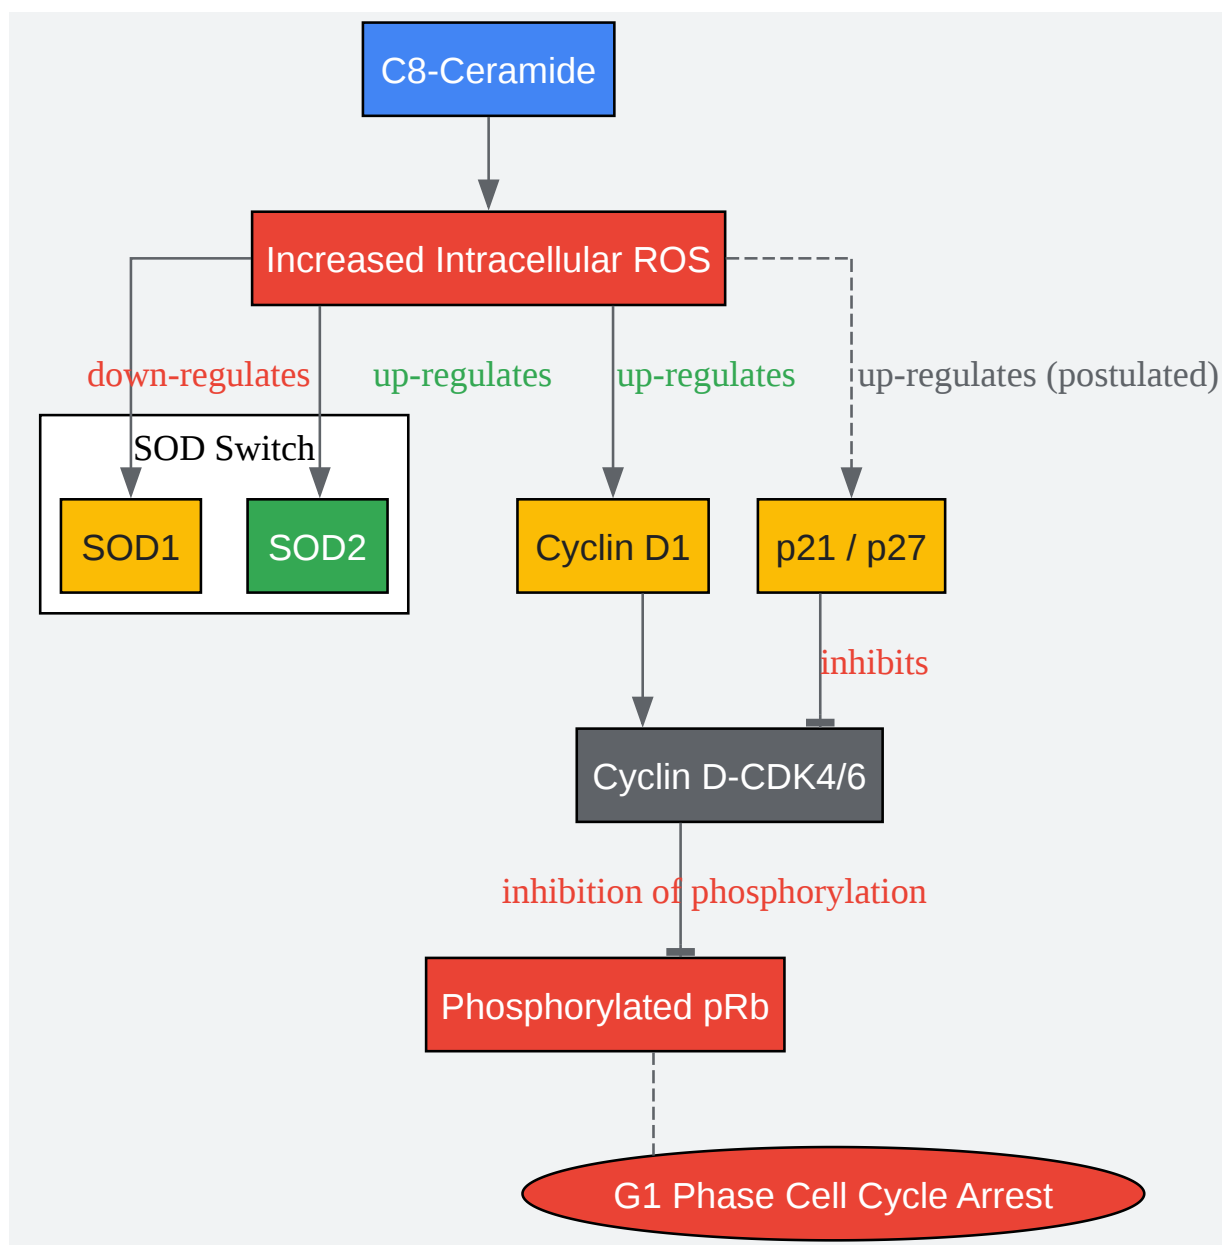 C8-Ceramide
Increased Intracellular ROS
down-regulates
up-regulates
up-regulates
up-regulates (postulated)
SOD Switch
SOD1
SOD2
Cyclin D1
p21 / p27
inhibits
Cyclin D-CDK4/6
inhibition of phosphorylation
Phosphorylated pRb
G1 Phase Cell Cycle Arrest